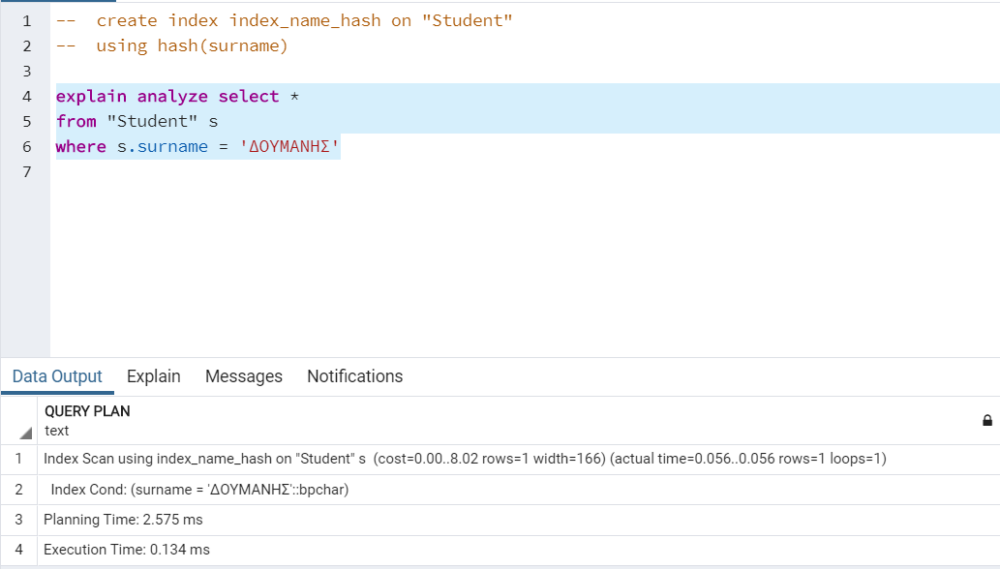 1 -- create index index_name_hash on "Student"
2 -- using hash(surname)
3
4 explain analyze select *
5 from "Student" s
6 where s.surname = 'ΔΟΥΜΑΝΗΣ'
7
Data Output Explain Messages Notifications
QUERY PLAN
text
1 Index Scan using index_name_hash on "Student" s (cost=0.00..8.02 rows=1 width=166) (actual time=0.056..0.056 rows=1 loops=1)
2 Index Cond: (surname = 'ΔΟΥΜΑΝΗΣ'::bpchar)
3 Planning Time: 2.575 ms
4 Execution Time: 0.134 ms